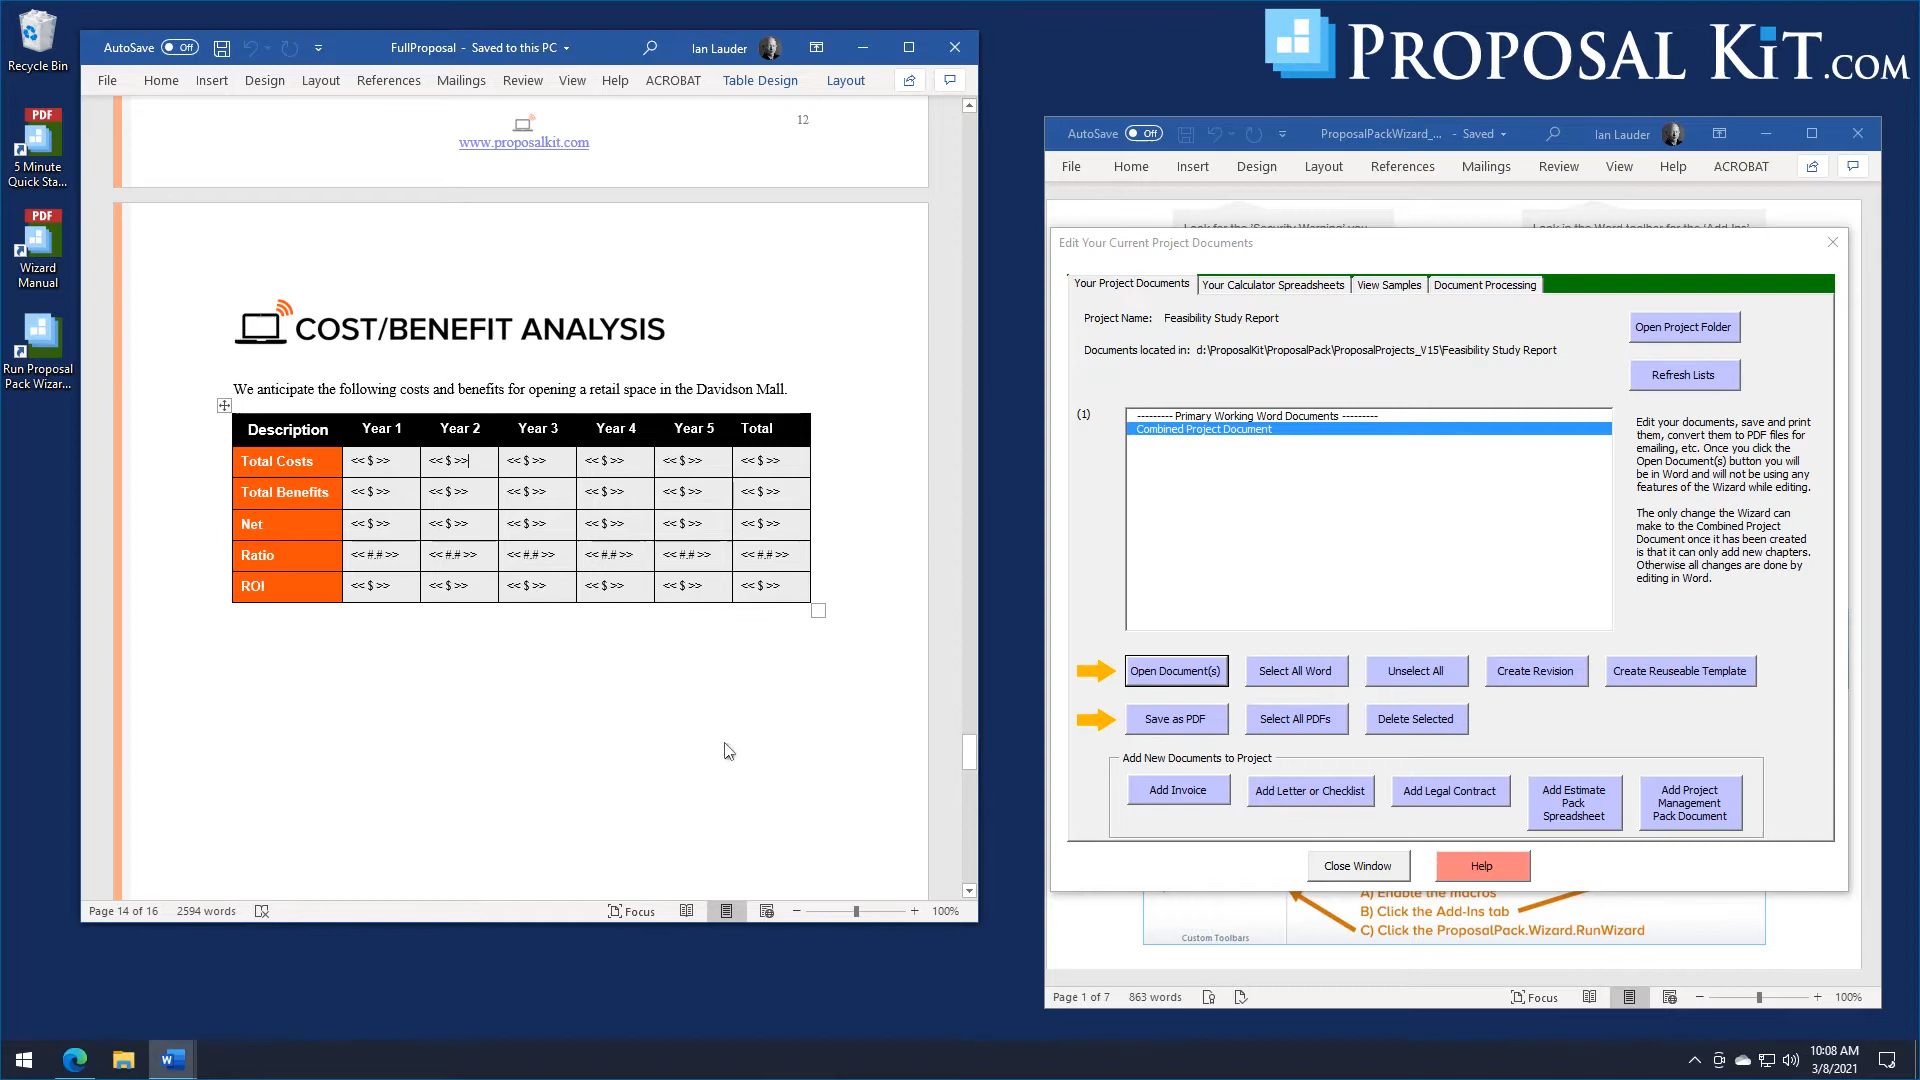 Recycle Bin
PDF
5 Minute
Quick Sta...
PDF
Wizard
Manual
Run Proposal
Pack Wizar...
AutoSave Off
FullProposal - Saved to this PC
Ian Lauder
File Home Insert Design Layout References Mailings Review View Help ACROBAT Table Design Layout
12
www.proposalkit.com
COST/BENEFIT ANALYSIS
We anticipate the following costs and benefits for opening a retail space in the Davidson Mall.
Description Year 1 Year 2 Year 3 Year 4 Year 5 Total
Total Costs << $ >> << $ >> << $ >> << $ >> << $ >> << $ >>
Total Benefits << $ >> << $ >> << $ >> << $ >> << $ >> << $ >>
Net << $ >> << $ >> << $ >> << $ >> << $ >> << $ >>
Ratio << #.# >> << #.# >> << #.# >> << #.# >> << #.# >> << #.# >>
ROI << $ >> << $ >> << $ >> << $ >> << $ >> << $ >>
Page 14 of 16 2594 words Focus 100%
PROPOSAL KIT.COM
AutoSave Off
ProposalPackWizard_... - Saved
Ian Lauder
File Home Insert Design Layout References Mailings Review View Help ACROBAT
Edit Your Current Project Documents
Your Project Documents Your Calculator Spreadsheets View Samples Document Processing
Project Name: Feasibility Study Report
Documents located in: d:\ProposalKit\ProposalPack\ProposalProjects_V15\Feasibility Study Report
Open Project Folder
Refresh Lists
(1)
--------- Primary Working Word Documents ---------
Combined Project Document
Edit your documents, save and print
them, convert them to PDF files for
emailing, etc. Once you click the
Open Document(s) button you will
be in Word and will not be using any
features of the Wizard while editing.
The only change the Wizard can
make to the Combined Project
Document once it has been created
is that it can only add new chapters.
Otherwise all changes are done by
editing in Word.
Open Document(s) Select All Word Unselect All Create Revision Create Reuseable Template
Save as PDF Select All PDFs Delete Selected
Add New Documents to Project
Add Invoice Add Letter or Checklist Add Legal Contract
Add Estimate
Pack
Spreadsheet
Add Project
Management
Pack Document
Close Window Help
A) Enable the macros
B) Click the Add-Ins tab
C) Click the ProposalPack.Wizard.RunWizard
Custom Toolbars
Page 1 of 7 863 words Focus 100%
10:08 AM
3/8/2021